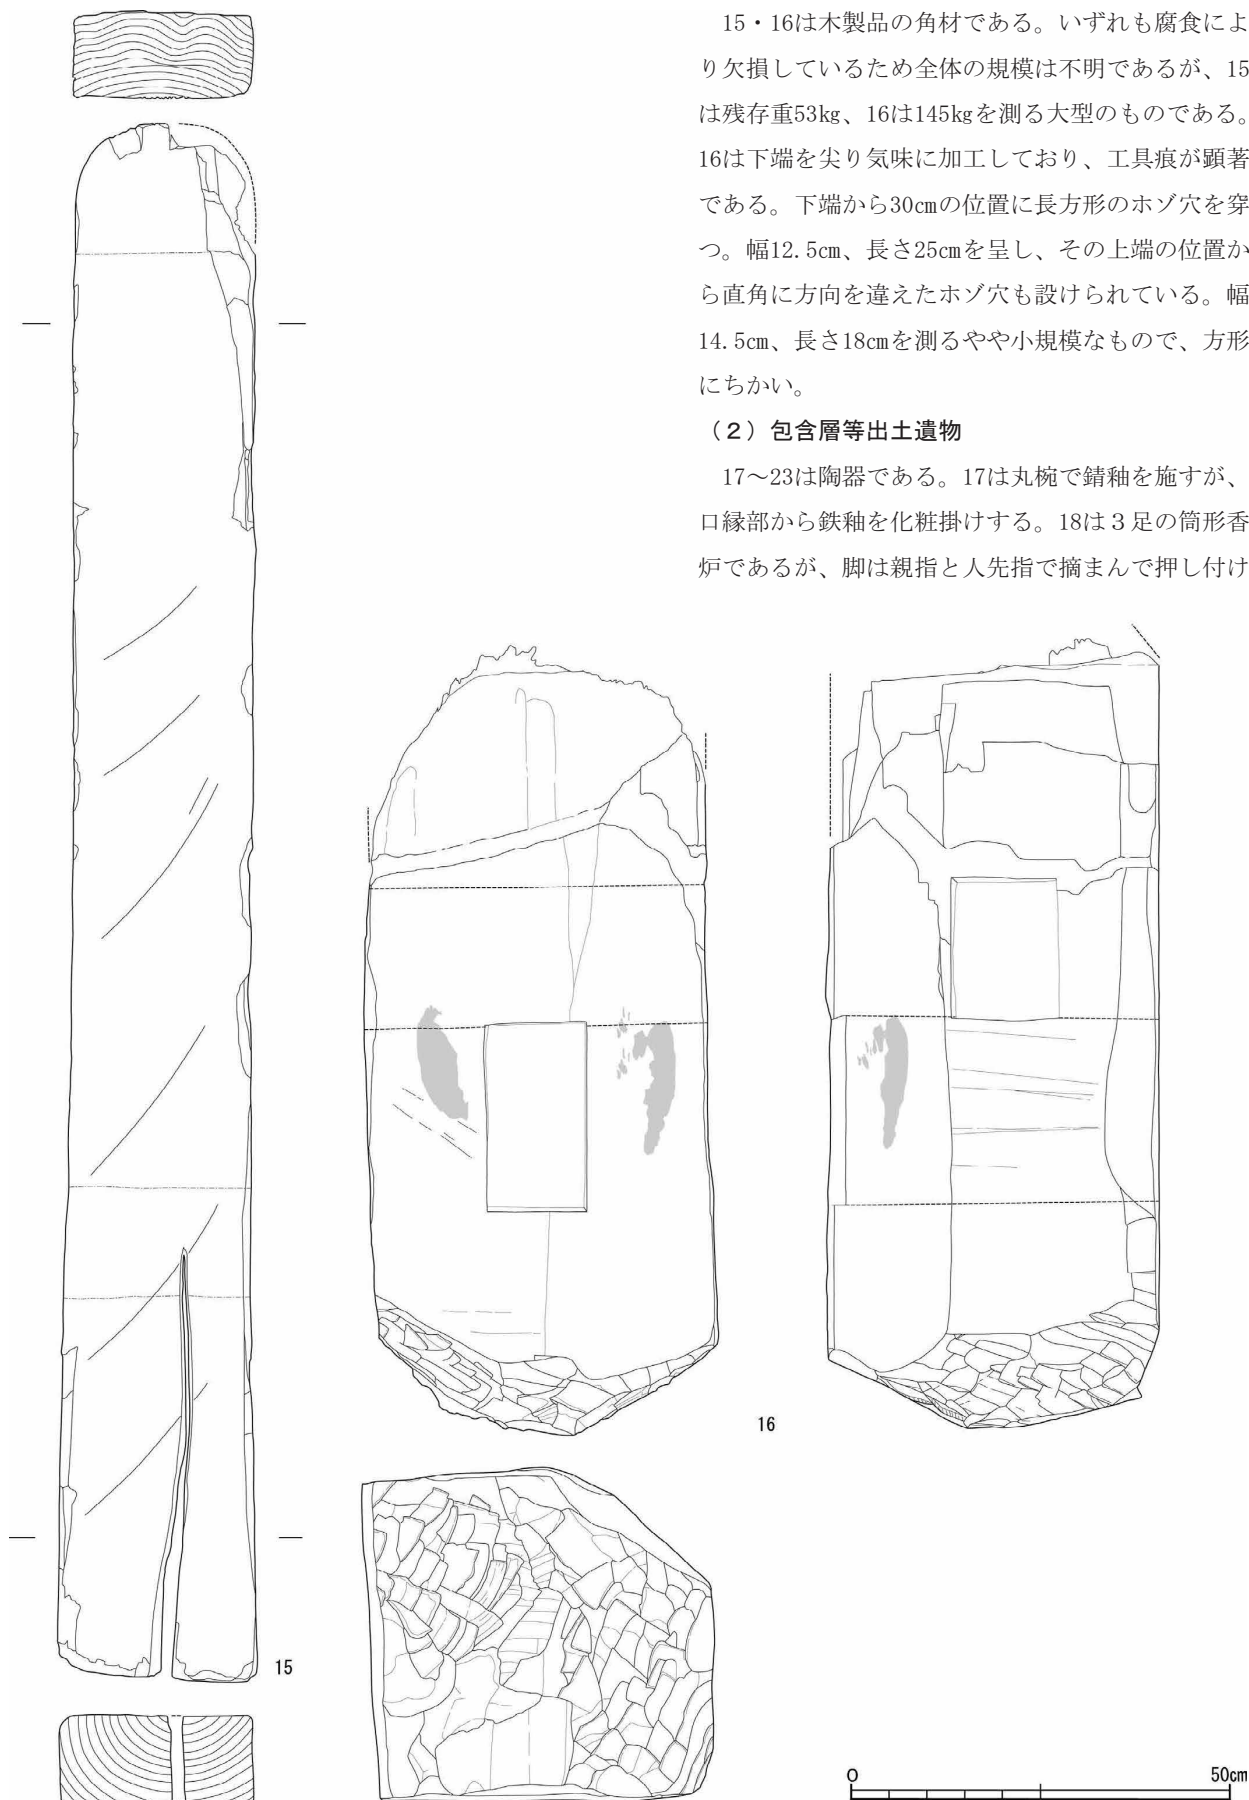 15・16は木製品の角材である。いずれも腐食によ
り欠損しているため全体の規模は不明であるが、15
は残存重53㎏、16は145㎏を測る大型のものである。
16は下端を尖り気味に加工しており、工具痕が顕著
である。下端から30㎝の位置に長方形のホゾ穴を穿
つ。幅12.5㎝、長さ25㎝を呈し、その上端の位置か
ら直角に方向を違えたホゾ穴も設けられている。幅
14.5㎝、長さ18㎝を測るやや小規模なもので、方形
にちかい。
（２）包含層等出土遺物
17～23は陶器である。17は丸椀で錆釉を施すが、
口縁部から鉄釉を化粧掛けする。18は３足の筒形香
炉であるが、脚は親指と人先指で摘まんで押し付け
16
15
0 50cm